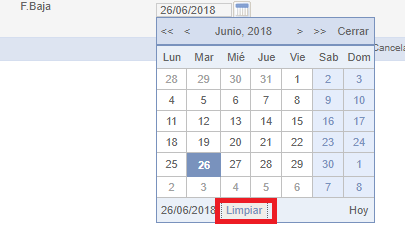 F.Baja 26/06/2018
<< < Junio, 2018 > >> Cerrar
Lun Mar Mié Jue Vie Sab Dom
28 29 30 31 1 2 3
4 5 6 7 8 9 10
11 12 13 14 15 16 17
18 19 20 21 22 23 24
25 26 27 28 29 30 1
2 3 4 5 6 7 8
26/06/2018 Limpiar Hoy
Cancela